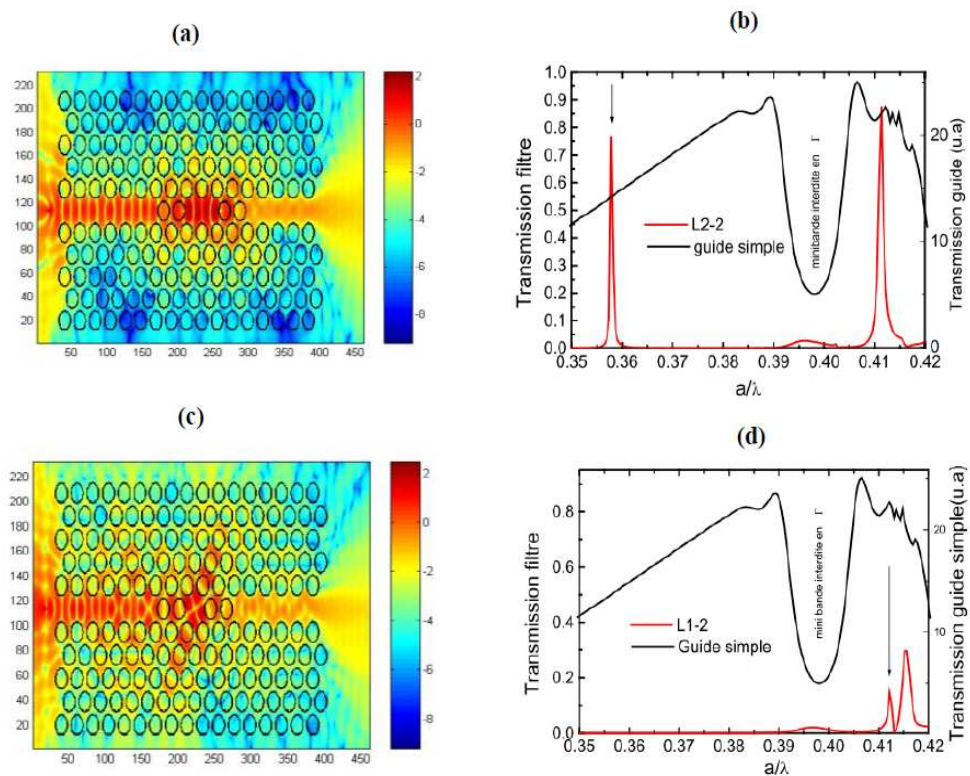 (a)
220
200
180
160
140
120
100
80
60
40
20
50 100 150 200 250 300 350 400 450
2
0
-2
-4
-6
-8
(b)
Transmission filtre
1.0
0.9
0.8
0.7
0.6
0.5
0.4
0.3
0.2
0.1
0.0
0.35 0.36 0.37 0.38 0.39 0.40 0.41 0.42
a/λ
L2-2
guide simple
minibande interdite en Γ
20
10
0
Transmission guide (u.a)
(c)
220
200
180
160
140
120
100
80
60
40
20
50 100 150 200 250 300 350 400 450
2
0
-2
-4
-6
-8
(d)
Transmission filtre
0.8
0.6
0.4
0.2
0.0
0.35 0.36 0.37 0.38 0.39 0.40 0.41 0.42
a/λ
L1-2
Guide simple
mini bande interdite en Γ
20
10
Transmission guide simple(u.a)